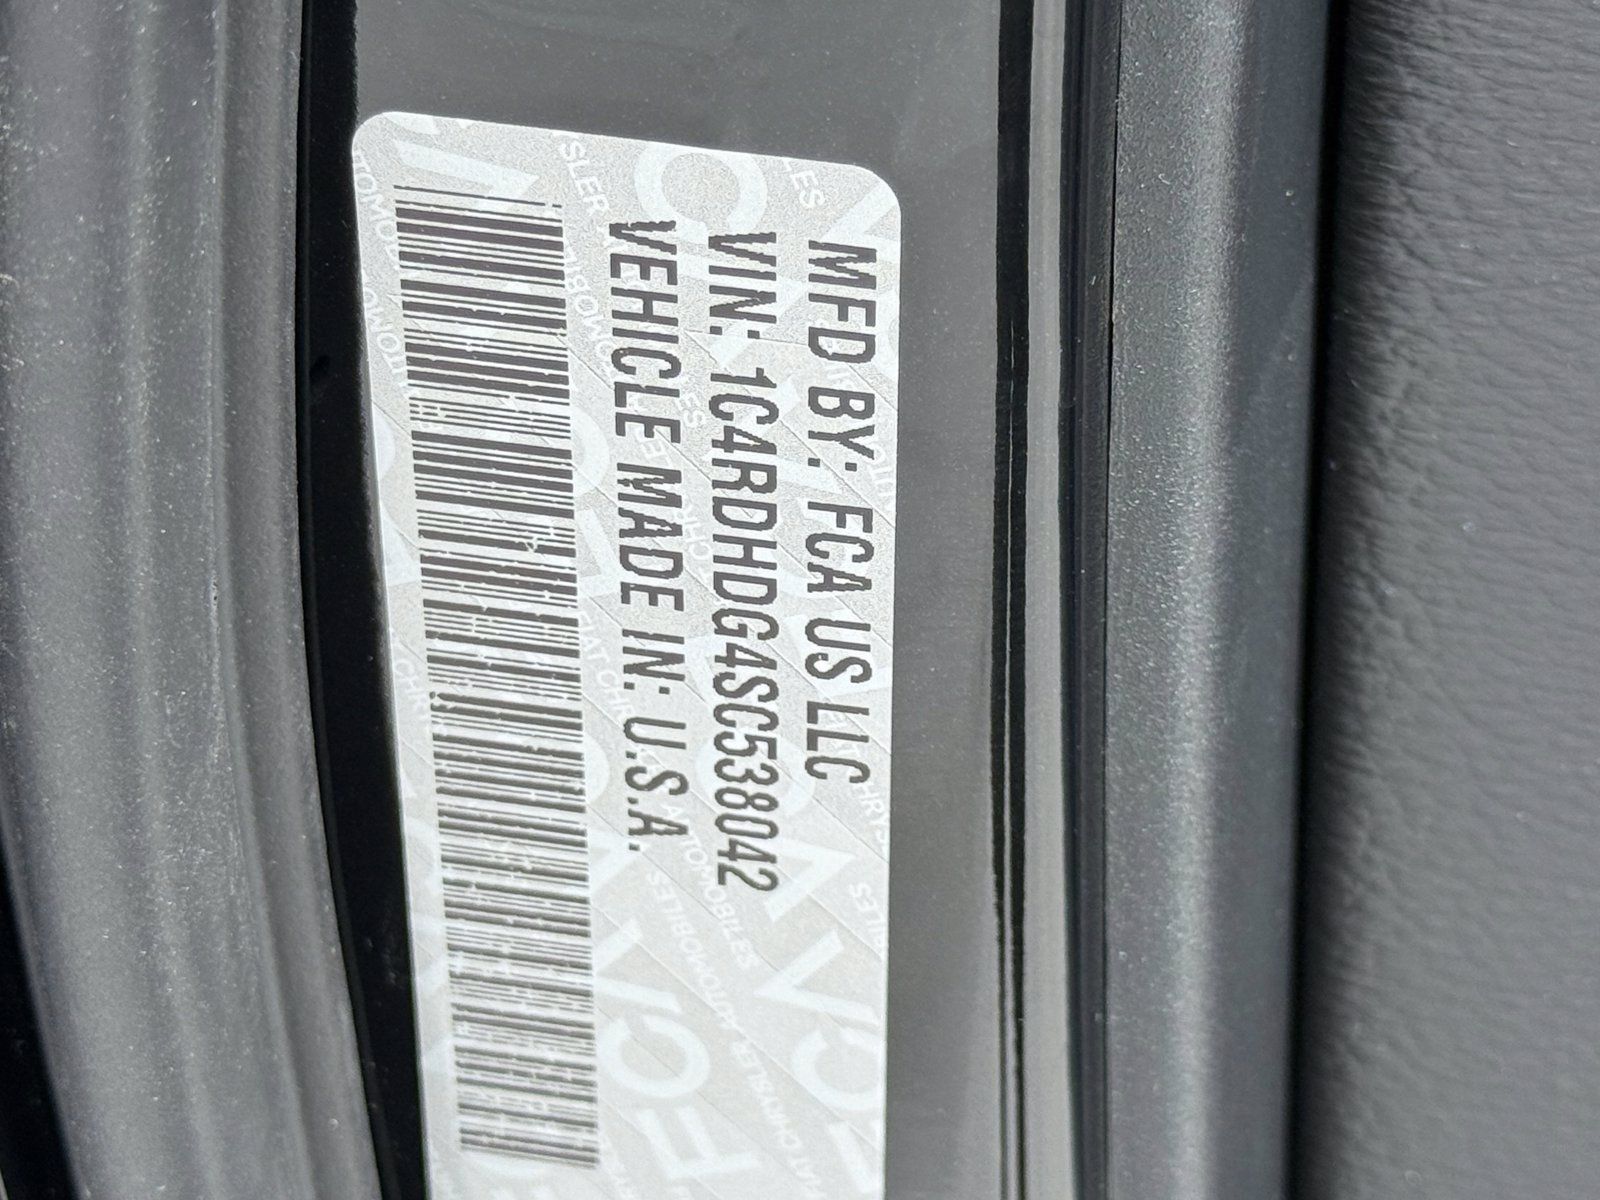 MFD BY: FCA US LLC
VIN: 1C4RDHDG4SC538042
VEHICLE MADE IN: U.S.A.